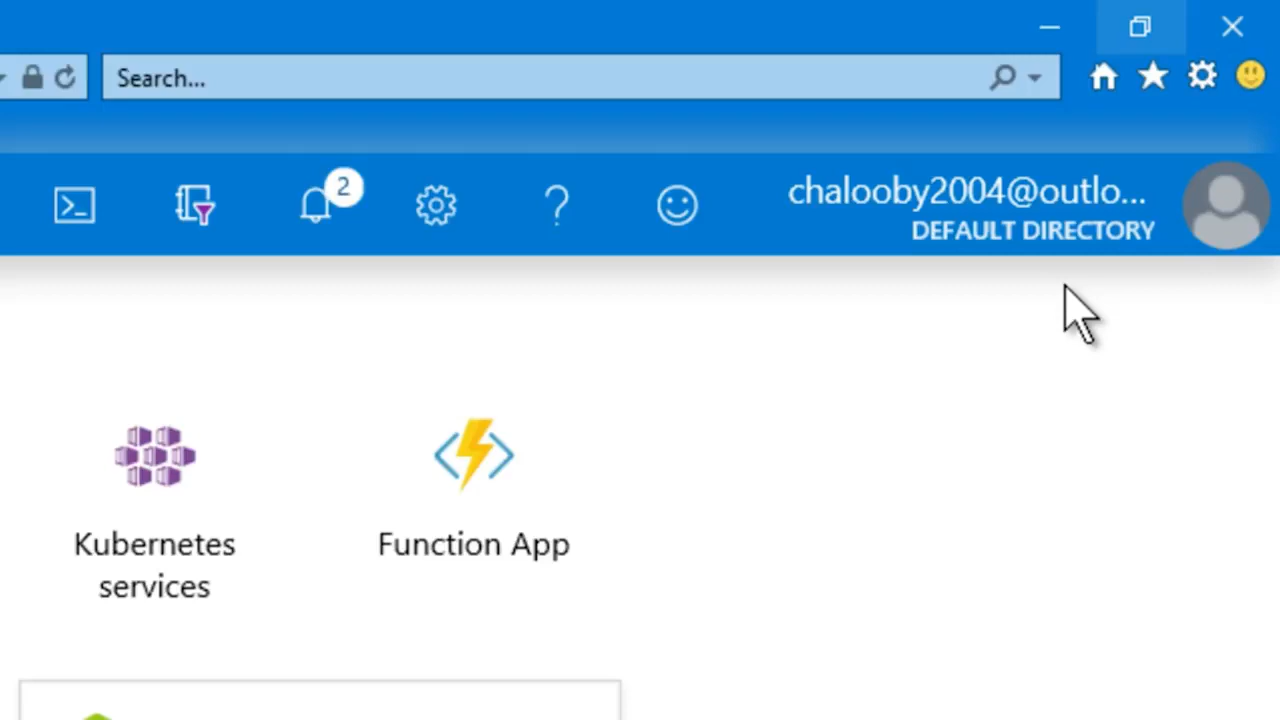 Search...
2
chalooby2004@outlo...
DEFAULT DIRECTORY
Kubernetes
services
Function App